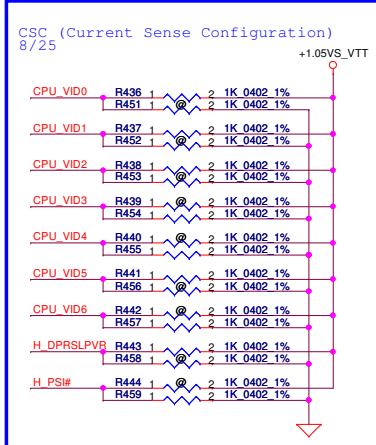 CSC (Current Sense Configuration)
8/25
+1.05VS_VTT
CPU_VID0 R436 1 2 1K_0402_1%
R451 1 @ 2 1K_0402_1%
CPU_VID1 R437 1 2 1K_0402_1%
R452 1 @ 2 1K_0402_1%
CPU_VID2 R438 1 @ 2 1K_0402_1%
R453 1 2 1K_0402_1%
CPU_VID3 R439 1 @ 2 1K_0402_1%
R454 1 2 1K_0402_1%
CPU_VID4 R440 1 @ 2 1K_0402_1%
R455 1 2 1K_0402_1%
CPU_VID5 R441 1 2 1K_0402_1%
R456 1 @ 2 1K_0402_1%
CPU_VID6 R442 1 @ 2 1K_0402_1%
R457 1 2 1K_0402_1%
H_DPRSLPVR R443 1 2 1K_0402_1%
R458 1 @ 2 1K_0402_1%
H_PSI# R444 1 @ 2 1K_0402_1%
R459 1 2 1K_0402_1%